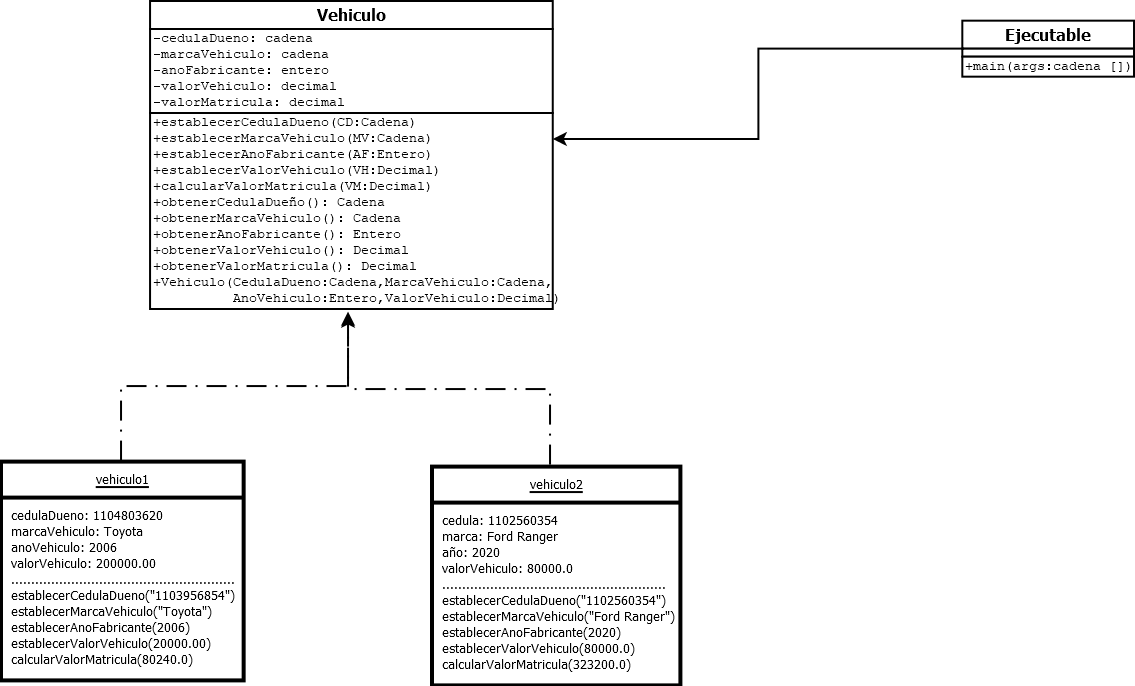 Vehiculo
-cedulaDueno: cadena
-marcaVehiculo: cadena
-anoFabricante: entero
-valorVehiculo: decimal
-valorMatricula: decimal
+establecerCedulaDueno(CD:Cadena)
+establecerMarcaVehiculo(MV:Cadena)
+establecerAnoFabricante(AF:Entero)
+establecerValorVehiculo(VH:Decimal)
+calcularValorMatricula(VM:Decimal)
+obtenerCedulaDueño(): Cadena
+obtenerMarcaVehiculo(): Cadena
+obtenerAnoFabricante(): Entero
+obtenerValorVehiculo(): Decimal
+obtenerValorMatricula(): Decimal
+Vehiculo(CedulaDueno:Cadena,MarcaVehiculo:Cadena,
AnoVehiculo:Entero,ValorVehiculo:Decimal)
Ejecutable
+main(args:cadena [])
vehiculo1
cedulaDueno: 1104803620
marcaVehiculo: Toyota
anoVehiculo: 2006
valorVehiculo: 200000.00
establecerCedulaDueno("1103956854")
establecerMarcaVehiculo("Toyota")
establecerAnoFabricante(2006)
establecerValorVehiculo(20000.00)
calcularValorMatricula(80240.0)
vehiculo2
cedula: 1102560354
marca: Ford Ranger
año: 2020
valorVehiculo: 80000.0
establecerCedulaDueno("1102560354")
establecerMarcaVehiculo("Ford Ranger")
establecerAnoFabricante(2020)
establecerValorVehiculo(80000.0)
calcularValorMatricula(323200.0)